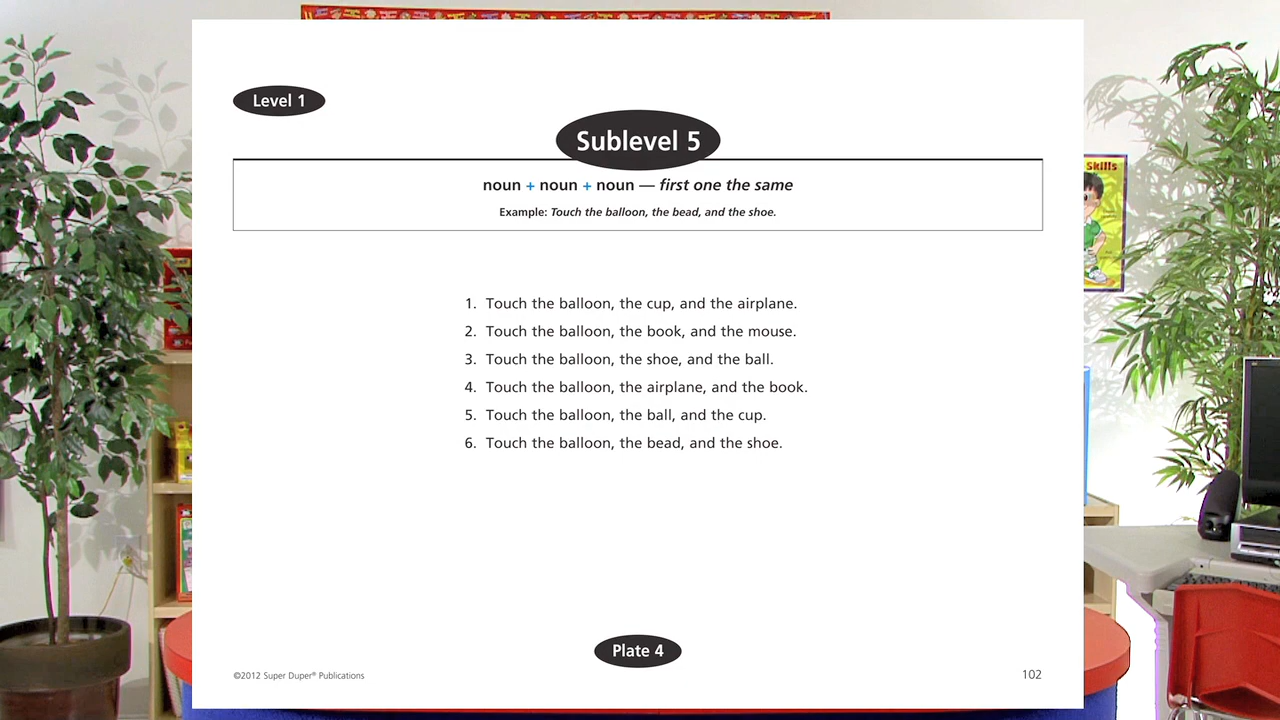 Level 1
Sublevel 5
noun + noun + noun — first one the same
Example: Touch the balloon, the bead, and the shoe.
1. Touch the balloon, the cup, and the airplane.
2. Touch the balloon, the book, and the mouse.
3. Touch the balloon, the shoe, and the ball.
4. Touch the balloon, the airplane, and the book.
5. Touch the balloon, the ball, and the cup.
6. Touch the balloon, the bead, and the shoe.
Plate 4
©2012 Super Duper® Publications
102
Skills